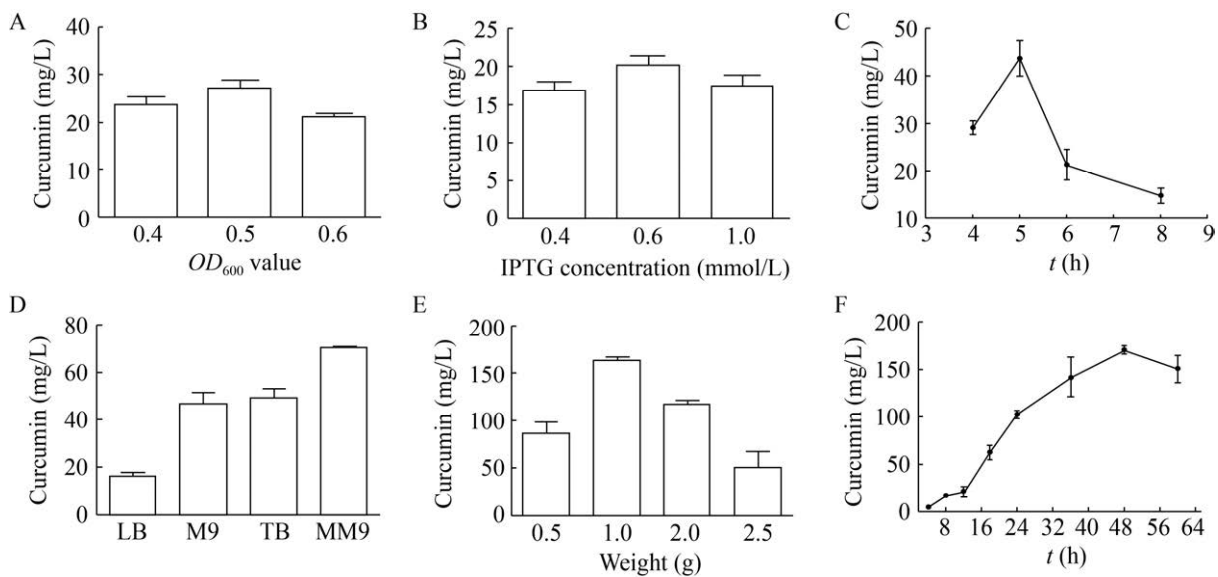 A
Curcumin (mg/L)
40
30
20
10
0
0.4 0.5 0.6
OD600 value
B
Curcumin (mg/L)
25
20
15
10
5
0
0.4 0.6 1.0
IPTG concentration (mmol/L)
C
Curcumin (mg/L)
50
40
30
20
10
3 4 5 6 7 8 9
t (h)
D
Curcumin (mg/L)
80
60
40
20
0
LB M9 TB MM9
E
Curcumin (mg/L)
200
150
100
50
0
0.5 1.0 2.0 2.5
Weight (g)
F
Curcumin (mg/L)
200
150
100
50
0
8 16 24 32 40 48 56 64
t (h)